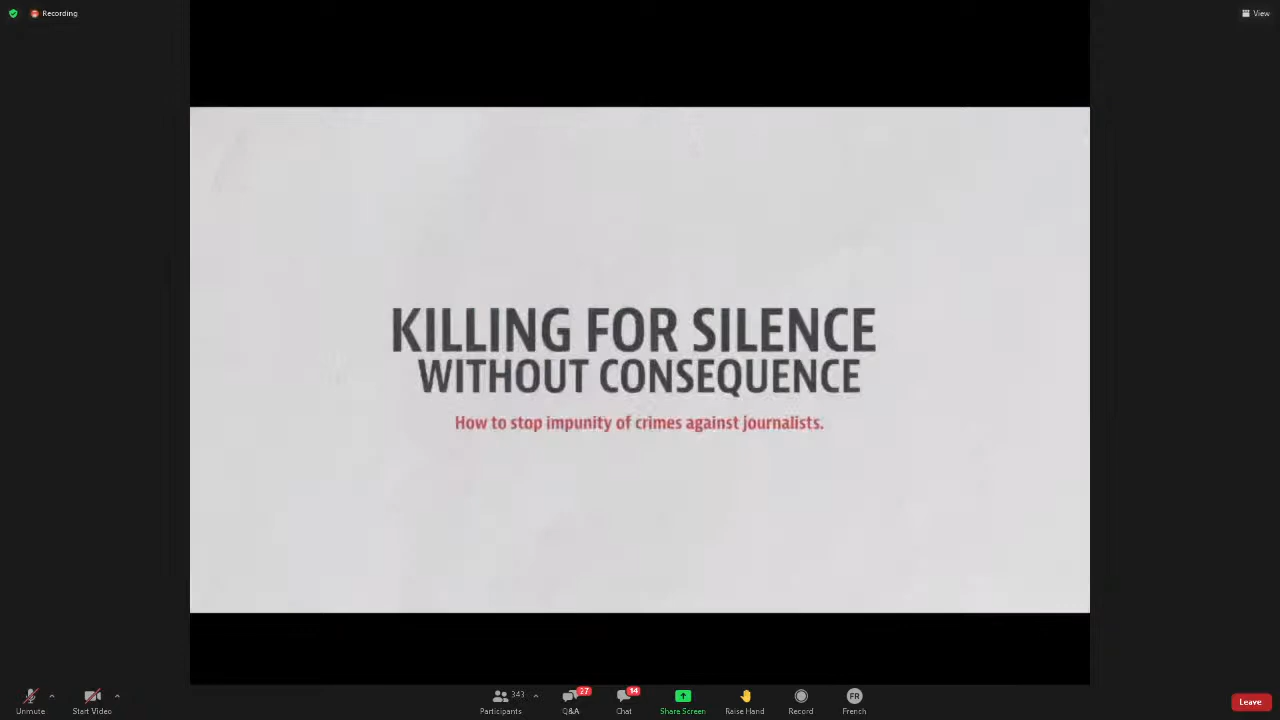 Recording
View
KILLING FOR SILENCE
WITHOUT CONSEQUENCE
How to stop impunity of crimes against journalists.
Unmute
Start Video
343
Participants
27
Q&A
14
Chat
Share Screen
Raise Hand
Record
FR
French
Leave